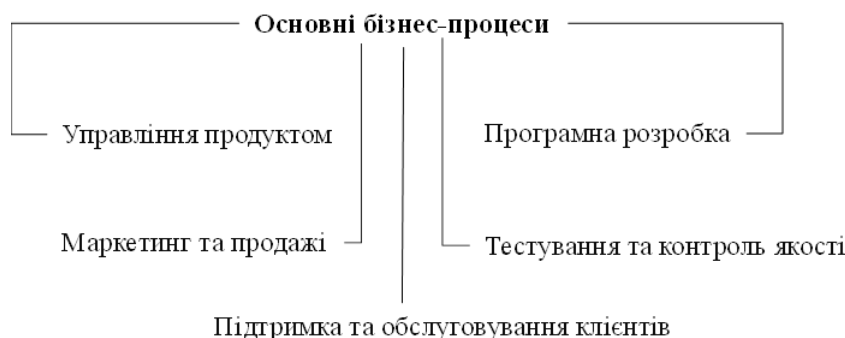 Основні бізнес-процеси
Управління продуктом
Програмна розробка
Маркетинг та продажі
Тестування та контроль якості
Підтримка та обслуговування клієнтів